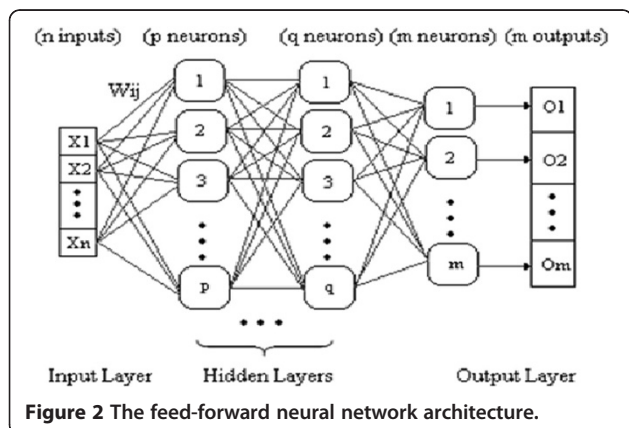 (n inputs) (p neurons) (q neurons) (m neurons) (m outputs)
Wij
1 1
1 O1
X1
2 2
2 O2
X2
3 3
Xn
m Om
p q
Input Layer Hidden Layers Output Layer
Figure 2 The feed-forward neural network architecture.